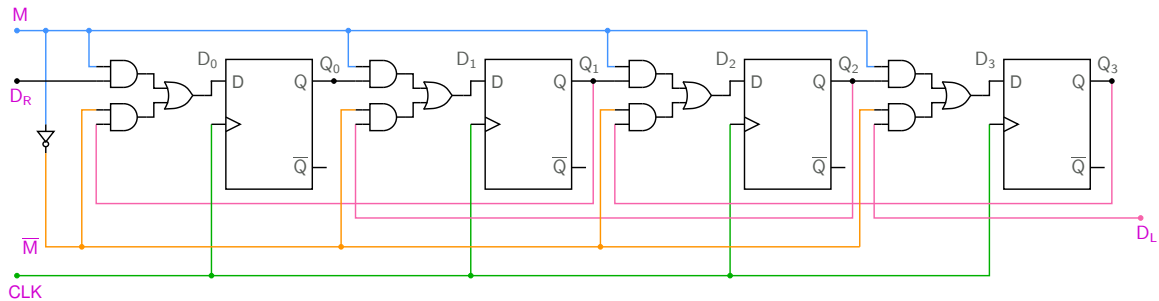 M
D₀ Q₀ D₁ Q₁ D₂ Q₂ D₃ Q₃
D Q D Q D Q D Q
D_R
Q̅ Q̅ Q̅ Q̅
M̅ D_L
CLK